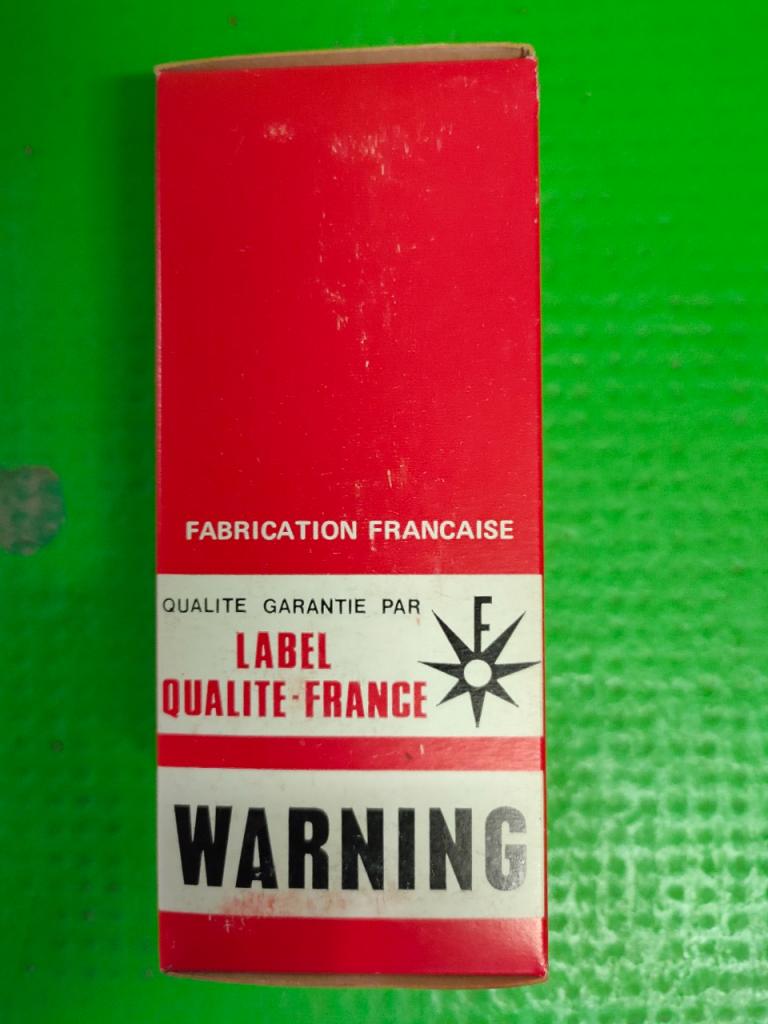 FABRICATION FRANCAISE
QUALITE GARANTIE PAR
LABEL
QUALITE-FRANCE
F
WARNING